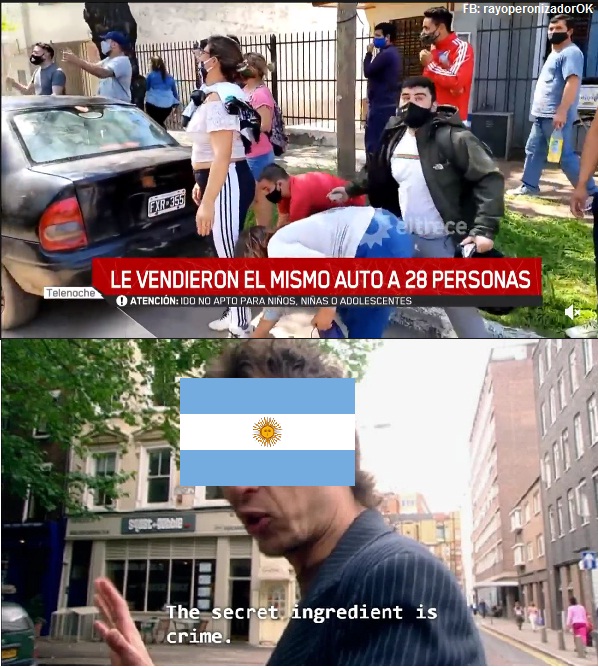 FB: rayoperonizadorOK
FXR·355
eltrece
LE VENDIERON EL MISMO AUTO A 28 PERSONAS
Telenoche
ATENCIÓN: IDO NO APTO PARA NIÑOS, NIÑAS O ADOLESCENTES
The secret ingredient is
crime.